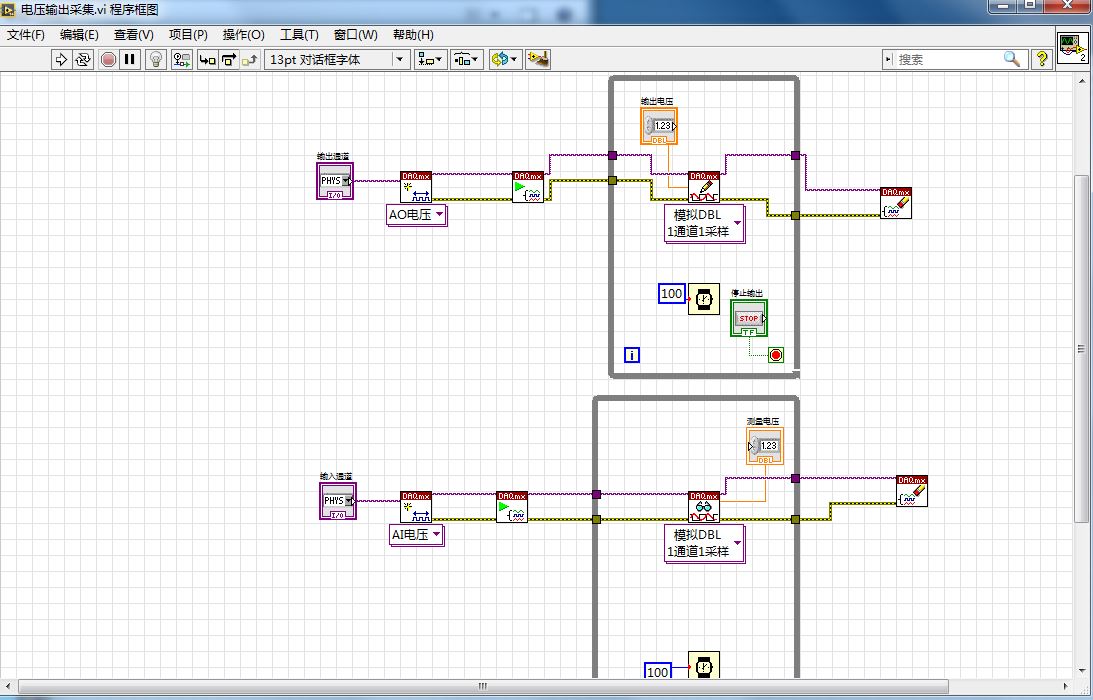 电压输出采集.vi 程序框图
文件(F) 编辑(E) 查看(V) 项目(P) 操作(O) 工具(T) 窗口(W) 帮助(H)
13pt 对话框字体
搜索
?
2
输出电压
1.23
DBL
输出通道
PHYS
I/O
DAQmx
DAQmx
DAQmx
DAQmx
AO电压
模拟DBL
1通道1采样
100
停止输出
STOP
TF
i
测量电压
1.23
DBL
输入通道
PHYS
I/O
DAQmx
DAQmx
DAQmx
DAQmx
AI电压
模拟DBL
1通道1采样
100